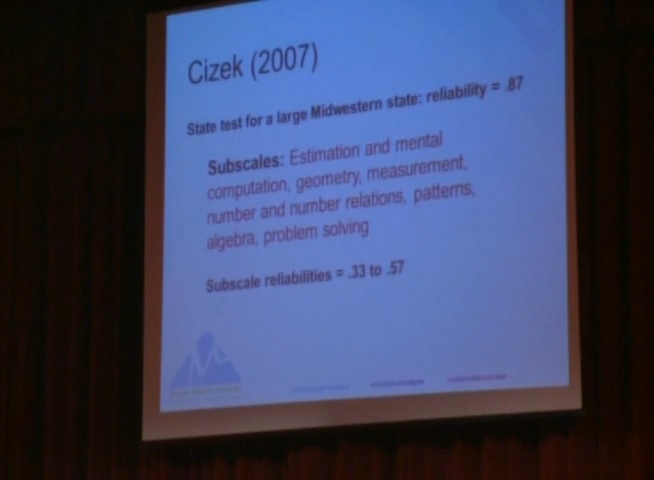 Cizek (2007)
State test for a large Midwestern state: reliability = .87
Subscales: Estimation and mental
computation, geometry, measurement,
number and number relations, patterns,
algebra, problem solving
Subscale reliabilities = .33 to .57